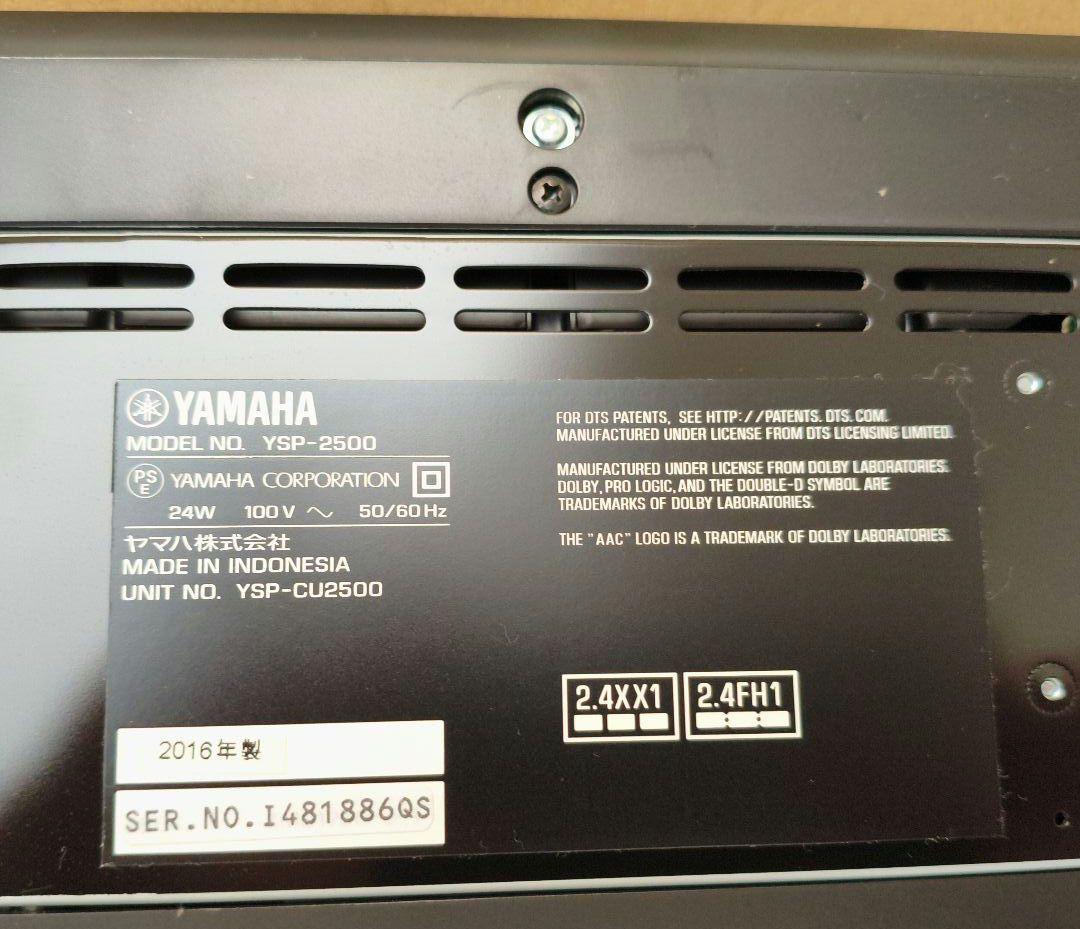 YAMAHA
MODEL NO. YSP-2500
PS E YAMAHA CORPORATION
24W 100V ～ 50/60Hz
ヤマハ株式会社
MADE IN INDONESIA
UNIT NO. YSP-CU2500
2016年製
SER.NO.I481886QS
FOR DTS PATENTS, SEE HTTP://PATENTS.DTS.COM.
MANUFACTURED UNDER LICENSE FROM DTS LICENSING LIMITED.
MANUFACTURED UNDER LICENSE FROM DOLBY LABORATORIES.
DOLBY, PRO LOGIC, AND THE DOUBLE-D SYMBOL ARE
TRADEMARKS OF DOLBY LABORATORIES.
THE "AAC" LOGO IS A TRADEMARK OF DOLBY LABORATORIES.
2.4XX1 2.4FH1